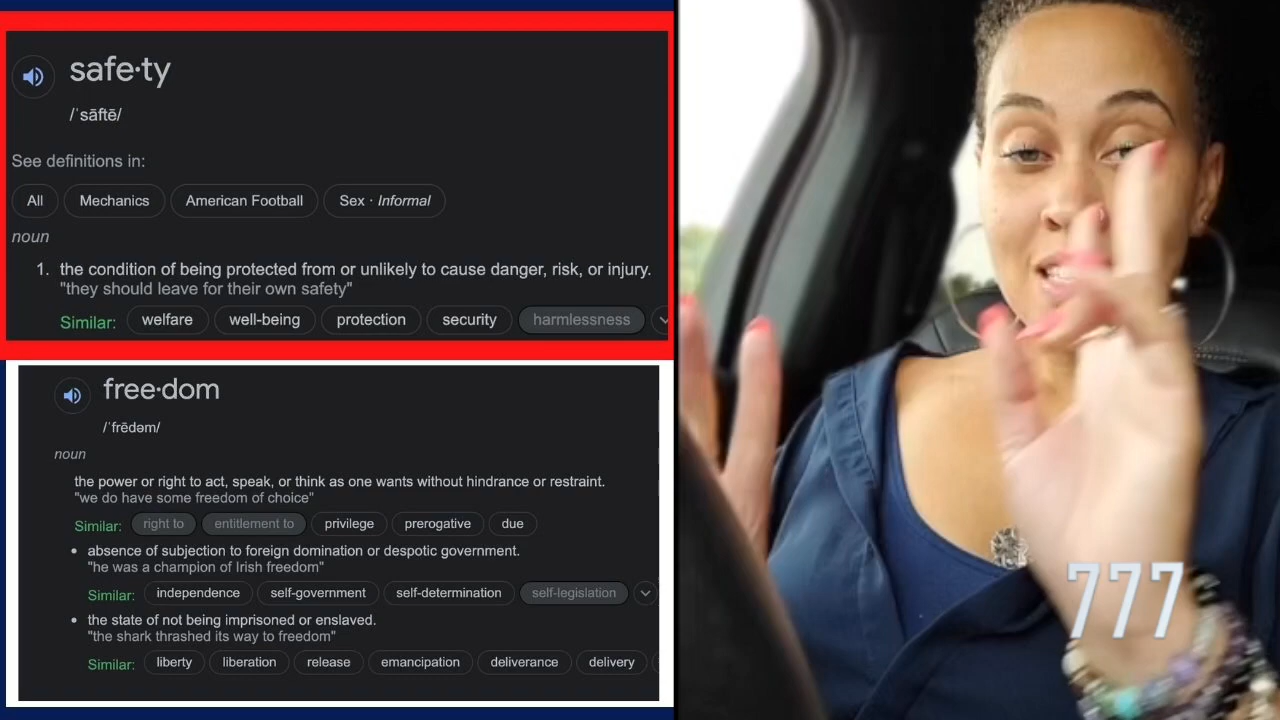 safe·ty
/ˈsāftē/
See definitions in:
All Mechanics American Football Sex · Informal
noun
1. the condition of being protected from or unlikely to cause danger, risk, or injury.
"they should leave for their own safety"
Similar: welfare well-being protection security harmlessness
free·dom
/ˈfrēdəm/
noun
the power or right to act, speak, or think as one wants without hindrance or restraint.
"we do have some freedom of choice"
Similar: right to entitlement to privilege prerogative due
• absence of subjection to foreign domination or despotic government.
"he was a champion of Irish freedom"
Similar: independence self-government self-determination self-legislation
• the state of not being imprisoned or enslaved.
"the shark thrashed its way to freedom"
Similar: liberty liberation release emancipation deliverance delivery
777